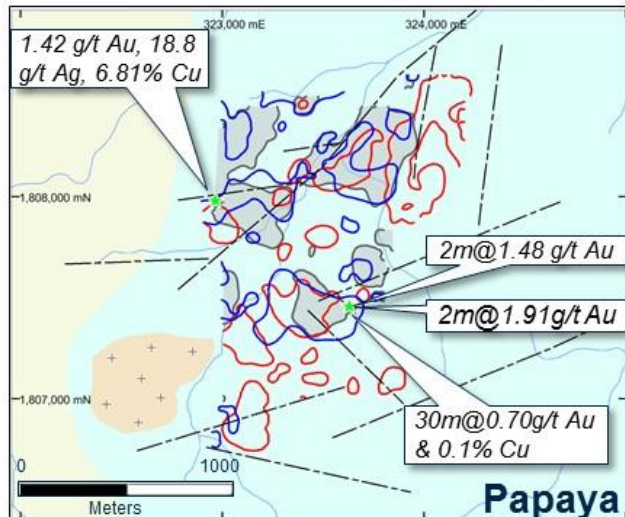 323,000 mE
324,000 mE
1.42 g/t Au, 18.8
g/t Ag, 6.81% Cu
1,808,000 mN
2m@1.48 g/t Au
2m@1.91g/t Au
1,807,000 mN
30m@0.70g/t Au
& 0.1% Cu
0
1000
Meters
Papaya